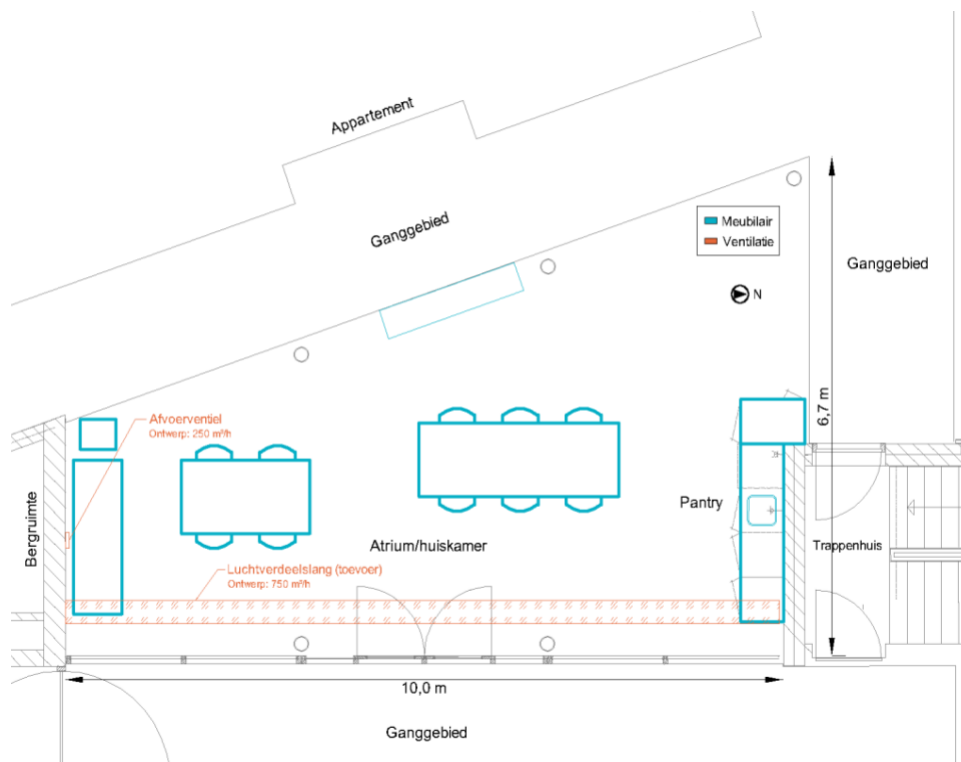 Appartement
Ganggebied
Meubilair
Ventilatie
Ganggebied
N
6,7 m
Afvoerventiel
Ontwerp: 250 m³/h
Bergruimte
Pantry
Atrium/huiskamer
Trappenhuis
Luchtverdeelslang (toevoer)
Ontwerp: 750 m³/h
10,0 m
Ganggebied